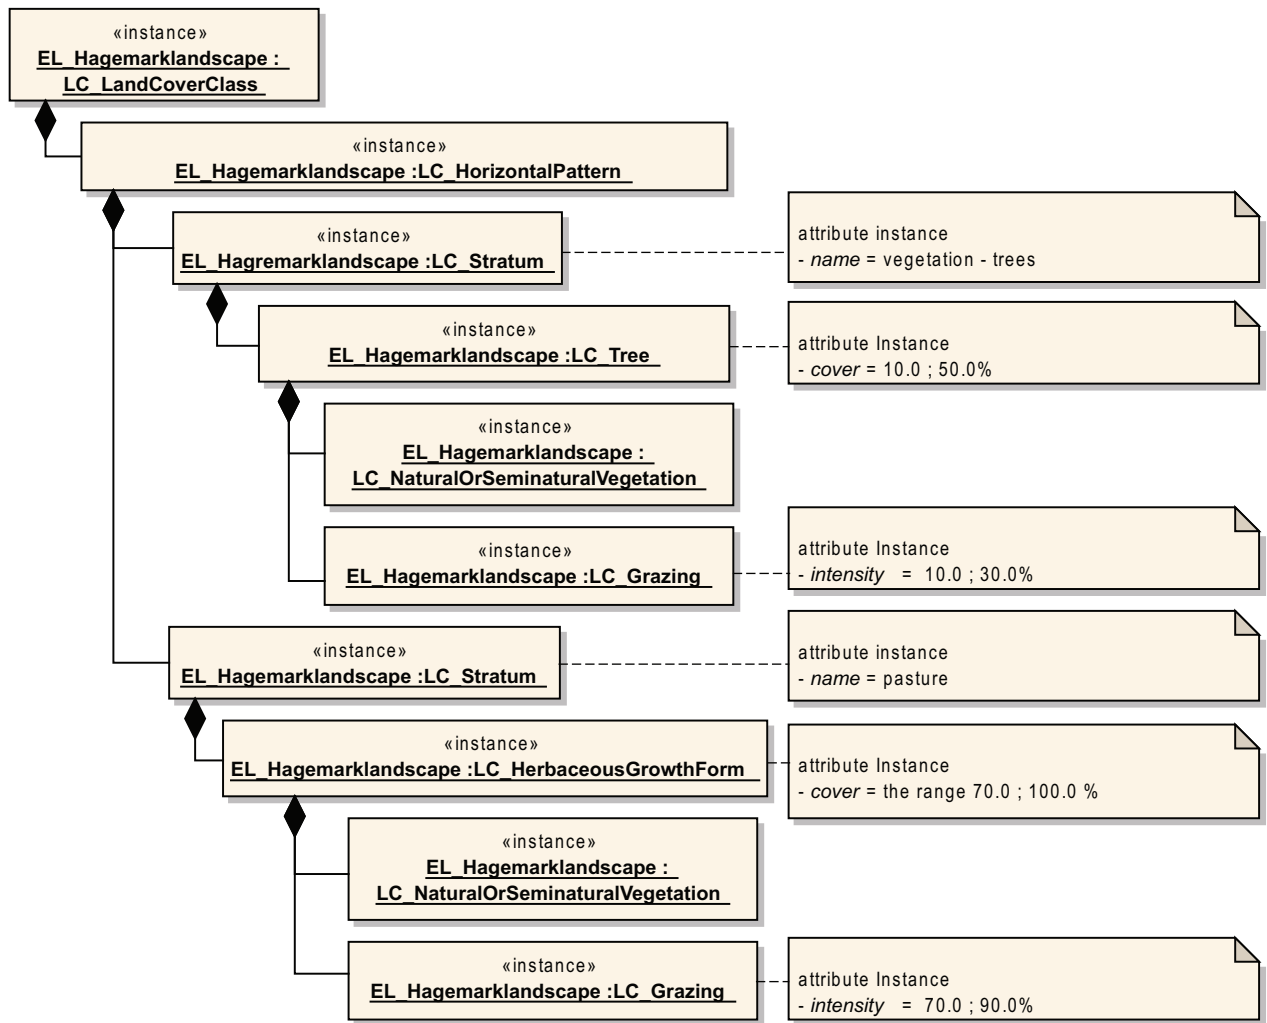 «instance»
EL_Hagemarklandscape :
LC_LandCoverClass
«instance»
EL_Hagemarklandscape :LC_HorizontalPattern
«instance»
EL_Hagremarklandscape :LC_Stratum
attribute instance
- name = vegetation - trees
«instance»
EL_Hagemarklandscape :LC_Tree
attribute Instance
- cover = 10.0 ; 50.0%
«instance»
EL_Hagemarklandscape :
LC_NaturalOrSeminaturalVegetation
«instance»
EL_Hagemarklandscape :LC_Grazing
attribute Instance
- intensity = 10.0 ; 30.0%
«instance»
EL_Hagemarklandscape :LC_Stratum
attribute instance
- name = pasture
«instance»
EL_Hagemarklandscape :LC_HerbaceousGrowthForm
attribute Instance
- cover = the range 70.0 ; 100.0 %
«instance»
EL_Hagemarklandscape :
LC_NaturalOrSeminaturalVegetation
«instance»
EL_Hagemarklandscape :LC_Grazing
attribute Instance
- intensity = 70.0 ; 90.0%